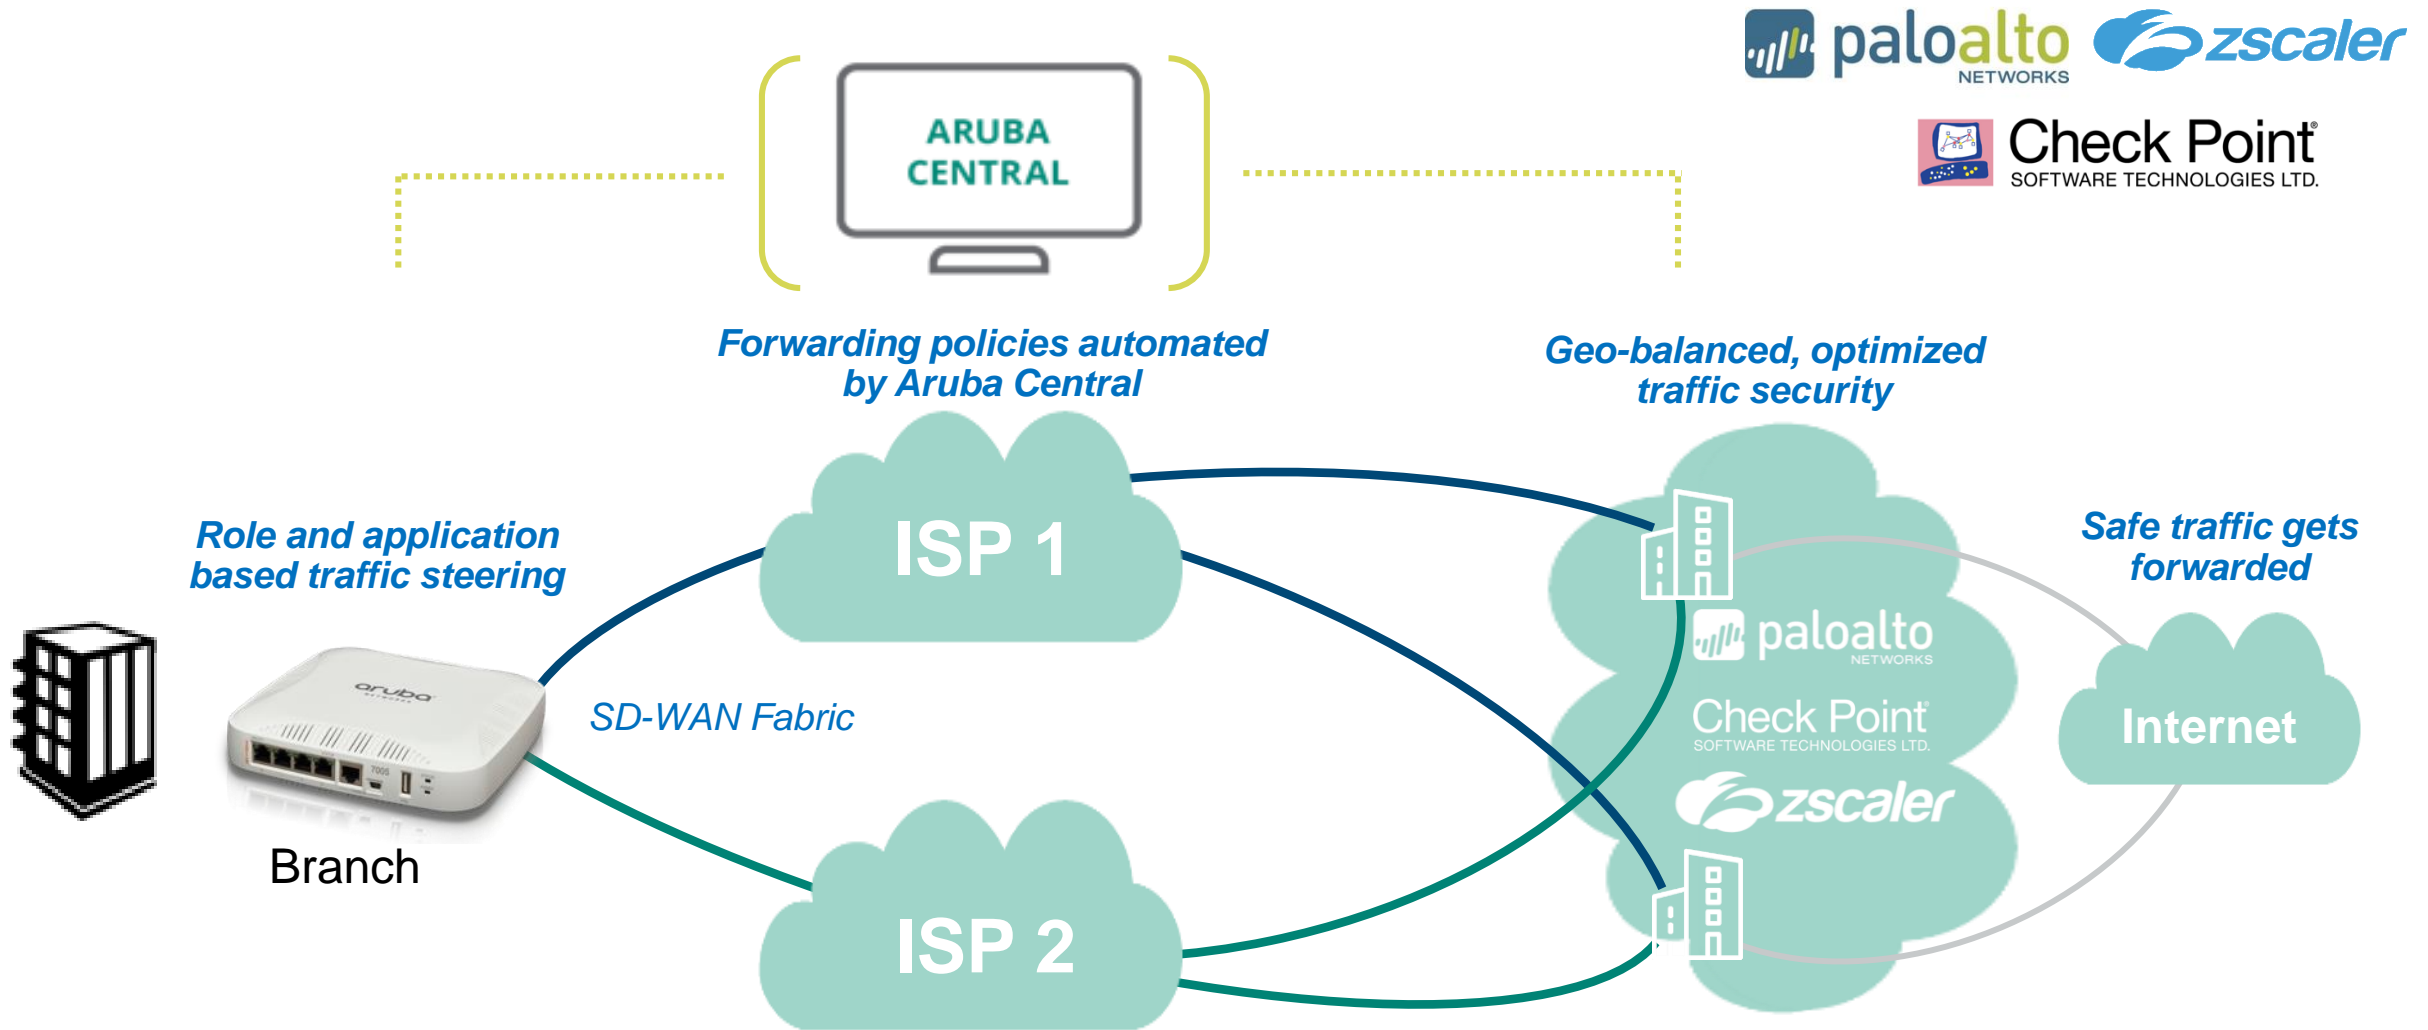 paloalto
NETWORKS
zscaler
Check Point®
SOFTWARE TECHNOLOGIES LTD.
ARUBA
CENTRAL
Forwarding policies automated
by Aruba Central
Geo-balanced, optimized
traffic security
Role and application
based traffic steering
ISP 1
Safe traffic gets
forwarded
paloalto
NETWORKS
aruba
NETWORKS
SD-WAN Fabric
Check Point®
SOFTWARE TECHNOLOGIES LTD.
Internet
7005
zscaler
Branch
ISP 2